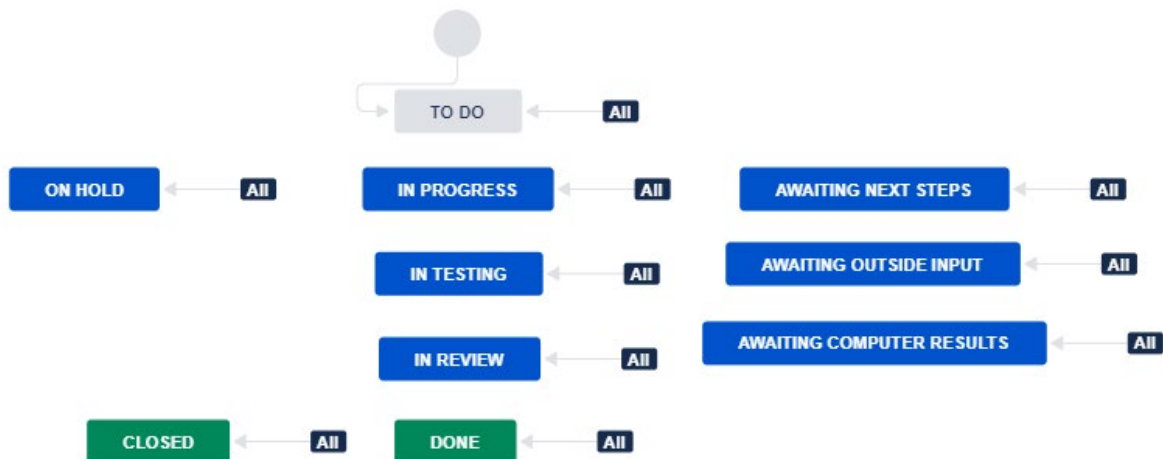 TO DO All
ON HOLD All IN PROGRESS All AWAITING NEXT STEPS All
IN TESTING All AWAITING OUTSIDE INPUT All
IN REVIEW All AWAITING COMPUTER RESULTS All
CLOSED All DONE All